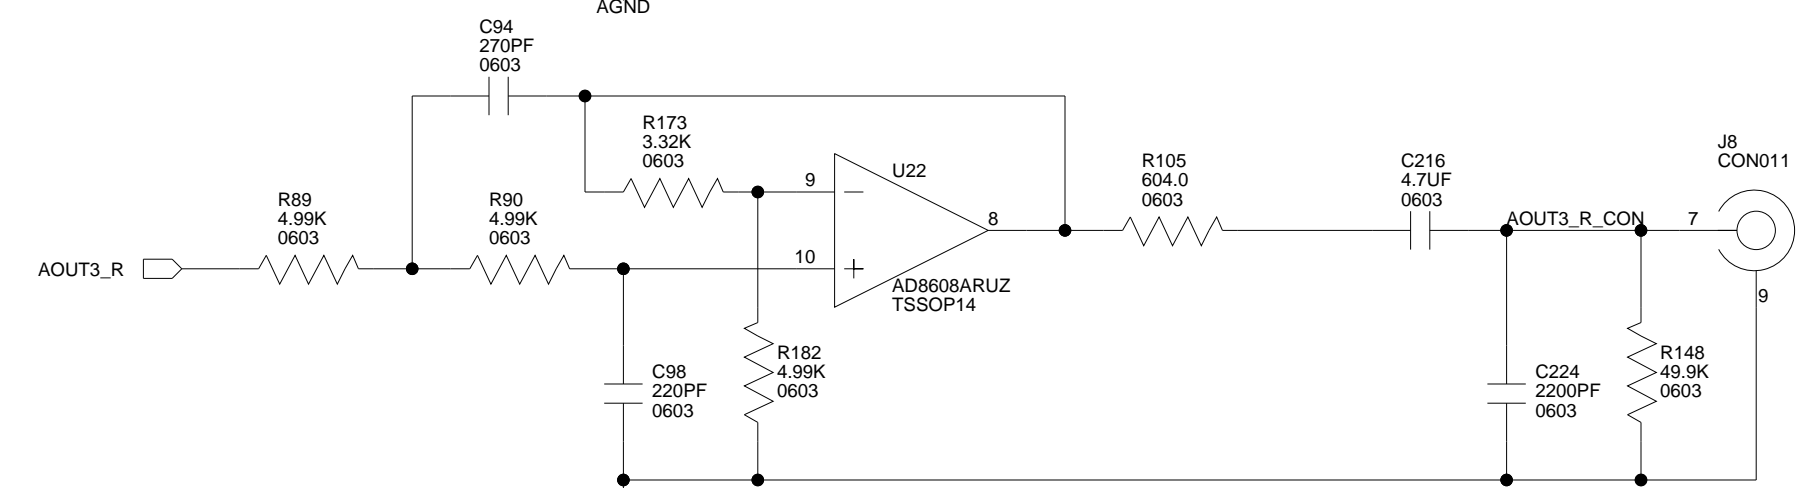 AGND
C94
270PF
0603
R173
3.32K
0603
R89
4.99K
0603
R90
4.99K
0603
AOUT3_R
9
10
8
U22
AD8608ARUZ
TSSOP14
R105
604.0
0603
C216
4.7UF
0603
AOUT3_R_CON
7
J8
CON011
9
C98
220PF
0603
R182
4.99K
0603
C224
2200PF
0603
R148
49.9K
0603